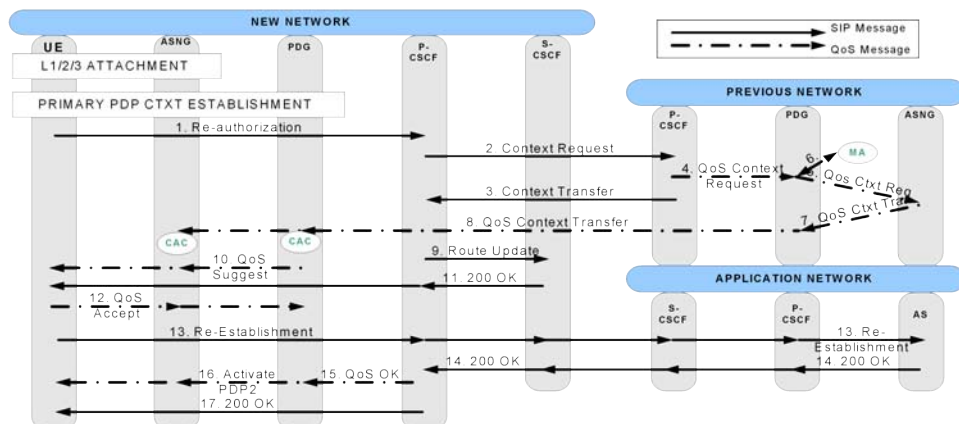 NEW NETWORK
UE
ASNG
PDG
P-
CSCF
S-
CSCF
SIP Message
QoS Message
L1/2/3 ATTACHMENT
PRIMARY PDP CTXT ESTABLISHMENT
PREVIOUS NETWORK
P-
CSCF
PDG
ASNG
1. Re-authorization
2. Context Request
6.
MA
4. QoS Context
Request
5. Qos Ctxt Req
3. Context Transfer
7. QoS Ctxt Tra
8. QoS Context Transfer
CAC
CAC
9. Route Update
10. QoS
Suggest
11. 200 OK
APPLICATION NETWORK
12. QoS
Accept
S-
CSCF
P-
CSCF
AS
13. Re-Establishment
13. Re-
Establishment
14. 200 OK
14. 200 OK
16. Activate
PDP2
15. QoS OK
17. 200 OK